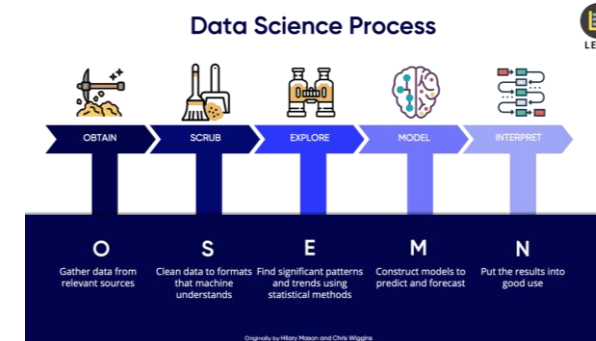 Data Science Process
LE
OBTAIN
SCRUB
EXPLORE
MODEL
INTERPRET
O
S
E
M
N
Gather data from
relevant sources
Clean data to formats
that machine
understands
Find significant patterns
and trends using
statistical methods
Construct models to
predict and forecast
Put the results into
good use
Originally by Hilary Mason and Chris Wiggins